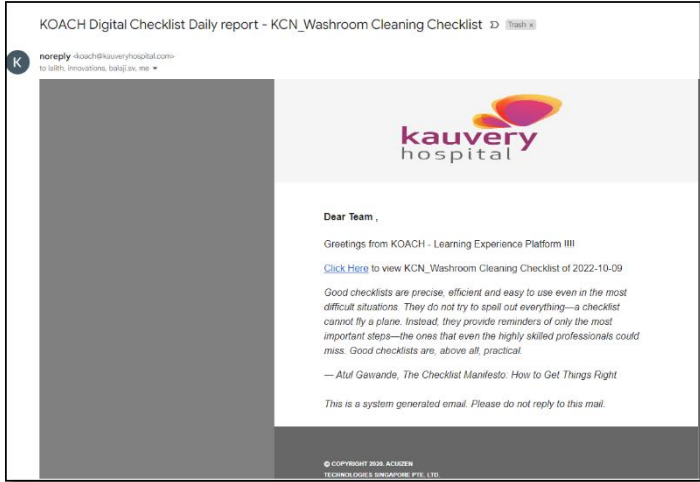 KOACH Digital Checklist Daily report - KCN_Washroom Cleaning Checklist Trash x
K
noreply <koach@kauveryhospital.com>
to lalith, innovations, balaji.sv, me
kauvery
hospital
Dear Team ,
Greetings from KOACH - Learning Experience Platform !!!!
Click Here to view KCN_Washroom Cleaning Checklist of 2022-10-09
Good checklists are precise, efficient and easy to use even in the most
difficult situations. They do not try to spell out everything—a checklist
cannot fly a plane. Instead, they provide reminders of only the most
important steps—the ones that even the highly skilled professionals could
miss. Good checklists are, above all, practical.
— Atul Gawande, The Checklist Manifesto: How to Get Things Right
This is a system generated email. Please do not reply to this mail.
© COPYRIGHT 2020. ACUIZEN
TECHNOLOGIES SINGAPORE PTE. LTD.